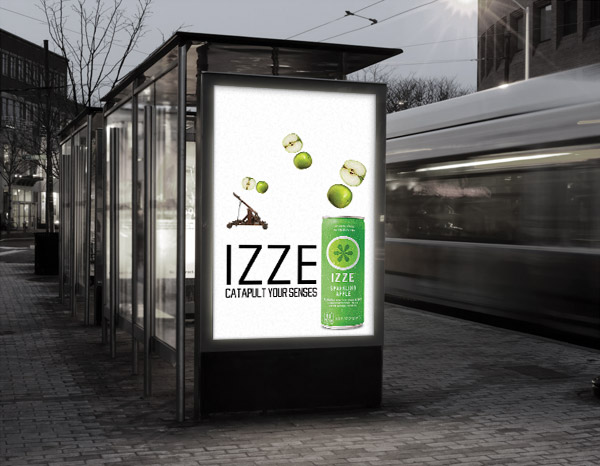 IZZE
CATAPULT YOUR SENSES
IZZE
SPARKLING
APPLE